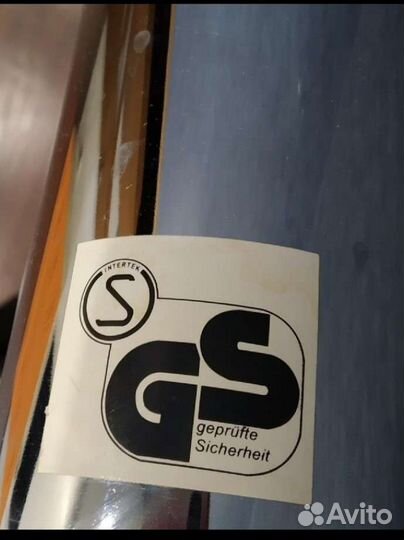 INTERTEK
S
GS
geprüfte
Sicherheit
Avito